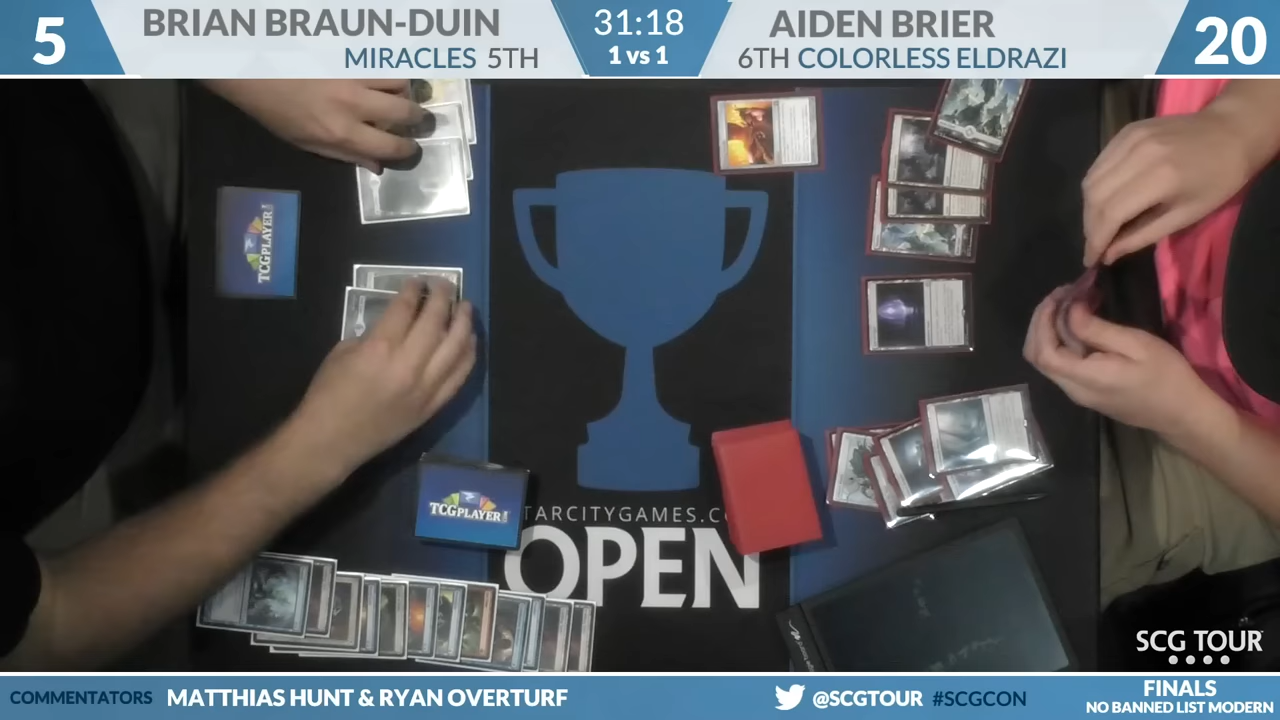 5
BRIAN BRAUN-DUIN
MIRACLES 5TH
31:18
1 vs 1
AIDEN BRIER
6TH COLORLESS ELDRAZI
20
TCGPLAYER
TCGPLAYER
TARCITYGAMES.C
OPEN
SCG TOUR
COMMENTATORS MATTHIAS HUNT & RYAN OVERTURF
@SCGTOUR #SCGCON
FINALS
NO BANNED LIST MODERN